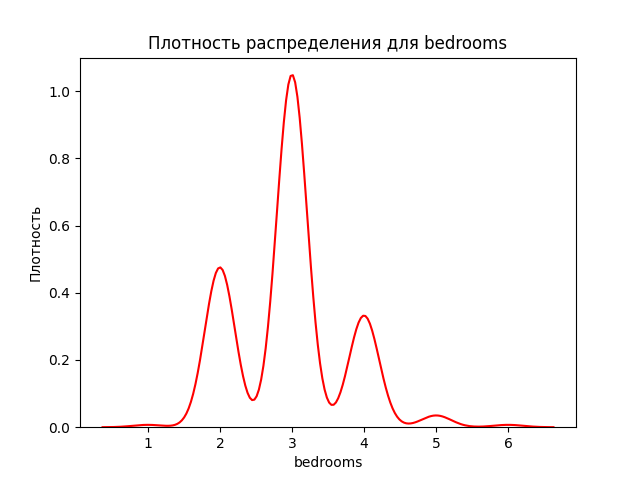 Плотность распределения для bedrooms
Плотность
1.0
0.8
0.6
0.4
0.2
0.0
1 2 3 4 5 6
bedrooms